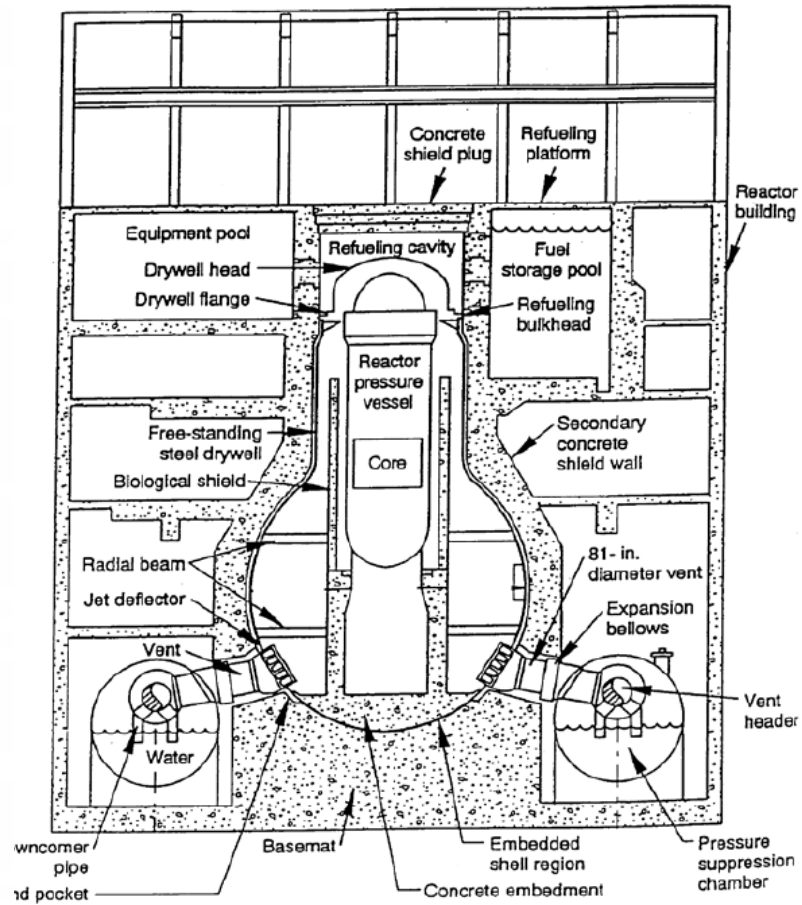 Concrete
shield plug
Refueling
platform
Reactor
building
Equipment pool
Refueling cavity
Fuel
storage pool
Drywell head
Drywell flange
Refueling
bulkhead
Reactor
pressure
vessel
Free-standing
steel drywell
Secondary
concrete
shield wall
Core
Biological shield
81- in.
diameter vent
Radial beam
Jet deflector
Expansion
bellows
Vent
Vent
header
Water
wncomer
pipe
Basemat
Embedded
shell region
Pressure
suppression
chamber
nd pocket
Concrete embedment